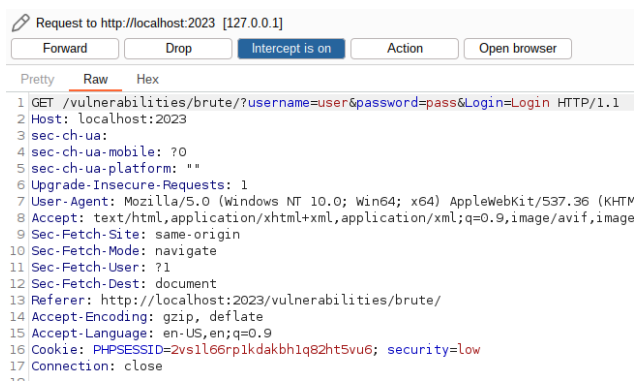 Request to http://localhost:2023 [127.0.0.1]
Forward Drop Intercept is on Action Open browser
Pretty Raw Hex
1 GET /vulnerabilities/brute/?username=user&password=pass&Login=Login HTTP/1.1
2 Host: localhost:2023
3 sec-ch-ua:
4 sec-ch-ua-mobile: ?0
5 sec-ch-ua-platform: ""
6 Upgrade-Insecure-Requests: 1
7 User-Agent: Mozilla/5.0 (Windows NT 10.0; Win64; x64) AppleWebKit/537.36 (KHTM
8 Accept: text/html,application/xhtml+xml,application/xml;q=0.9,image/avif,image
9 Sec-Fetch-Site: same-origin
10 Sec-Fetch-Mode: navigate
11 Sec-Fetch-User: ?1
12 Sec-Fetch-Dest: document
13 Referer: http://localhost:2023/vulnerabilities/brute/
14 Accept-Encoding: gzip, deflate
15 Accept-Language: en-US,en;q=0.9
16 Cookie: PHPSESSID=2vs1l66rp1kdakbh1q82ht5vu6; security=low
17 Connection: close
18